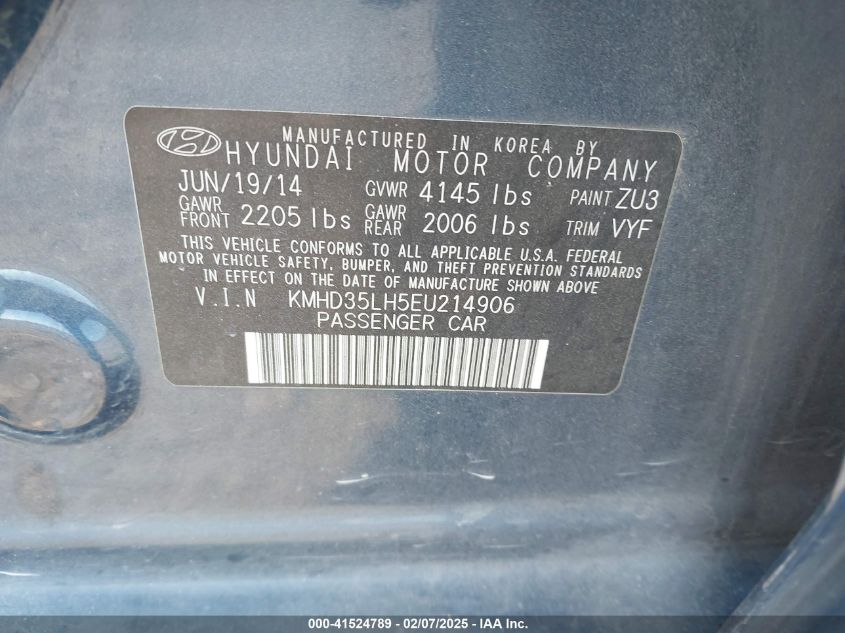 MANUFACTURED IN KOREA BY
HYUNDAI MOTOR COMPANY
JUN/19/14 GVWR 4145 lbs PAINT ZU3
GAWR FRONT 2205 lbs GAWR REAR 2006 lbs TRIM VYF
THIS VEHICLE CONFORMS TO ALL APPLICABLE U.S.A. FEDERAL
MOTOR VEHICLE SAFETY, BUMPER, AND THEFT PREVENTION STANDARDS
IN EFFECT ON THE DATE OF MANUFACTURE SHOWN ABOVE.
V.I.N KMHD35LH5EU214906
PASSENGER CAR
000-41524789 - 02/07/2025 - IAA Inc.